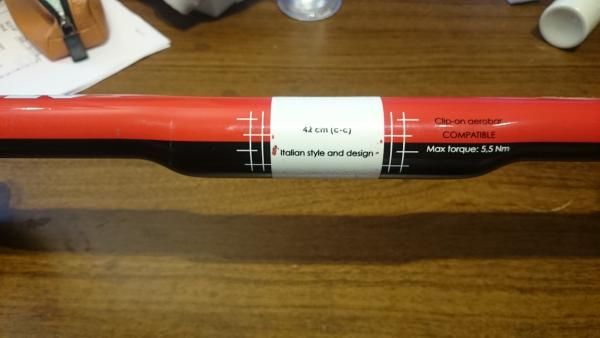 42 cm (c-c)
Italian style and design
Clip-on aerobar
COMPATIBLE
Max torque: 5,5 Nm